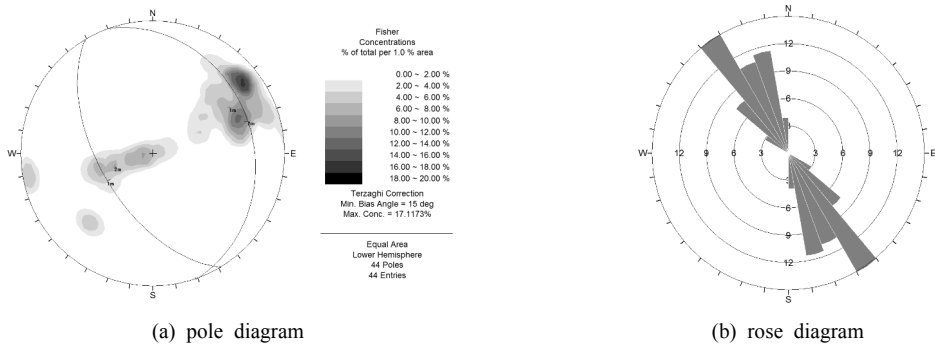 N
W
E
S
1m
2m
2m
1m
Fisher
Concentrations
% of total per 1.0 % area
0.00 ~ 2.00 %
2.00 ~ 4.00 %
4.00 ~ 6.00 %
6.00 ~ 8.00 %
8.00 ~ 10.00 %
10.00 ~ 12.00 %
12.00 ~ 14.00 %
14.00 ~ 16.00 %
16.00 ~ 18.00 %
18.00 ~ 20.00 %
Terzaghi Correction
Min. Bias Angle = 15 deg
Max. Conc. = 17.1173%
Equal Area
Lower Hemisphere
44 Poles
44 Entries
N
12
9
6
W 12 9 6 3 3 6 9 12 E
6
9
12
S
(a) pole diagram
(b) rose diagram